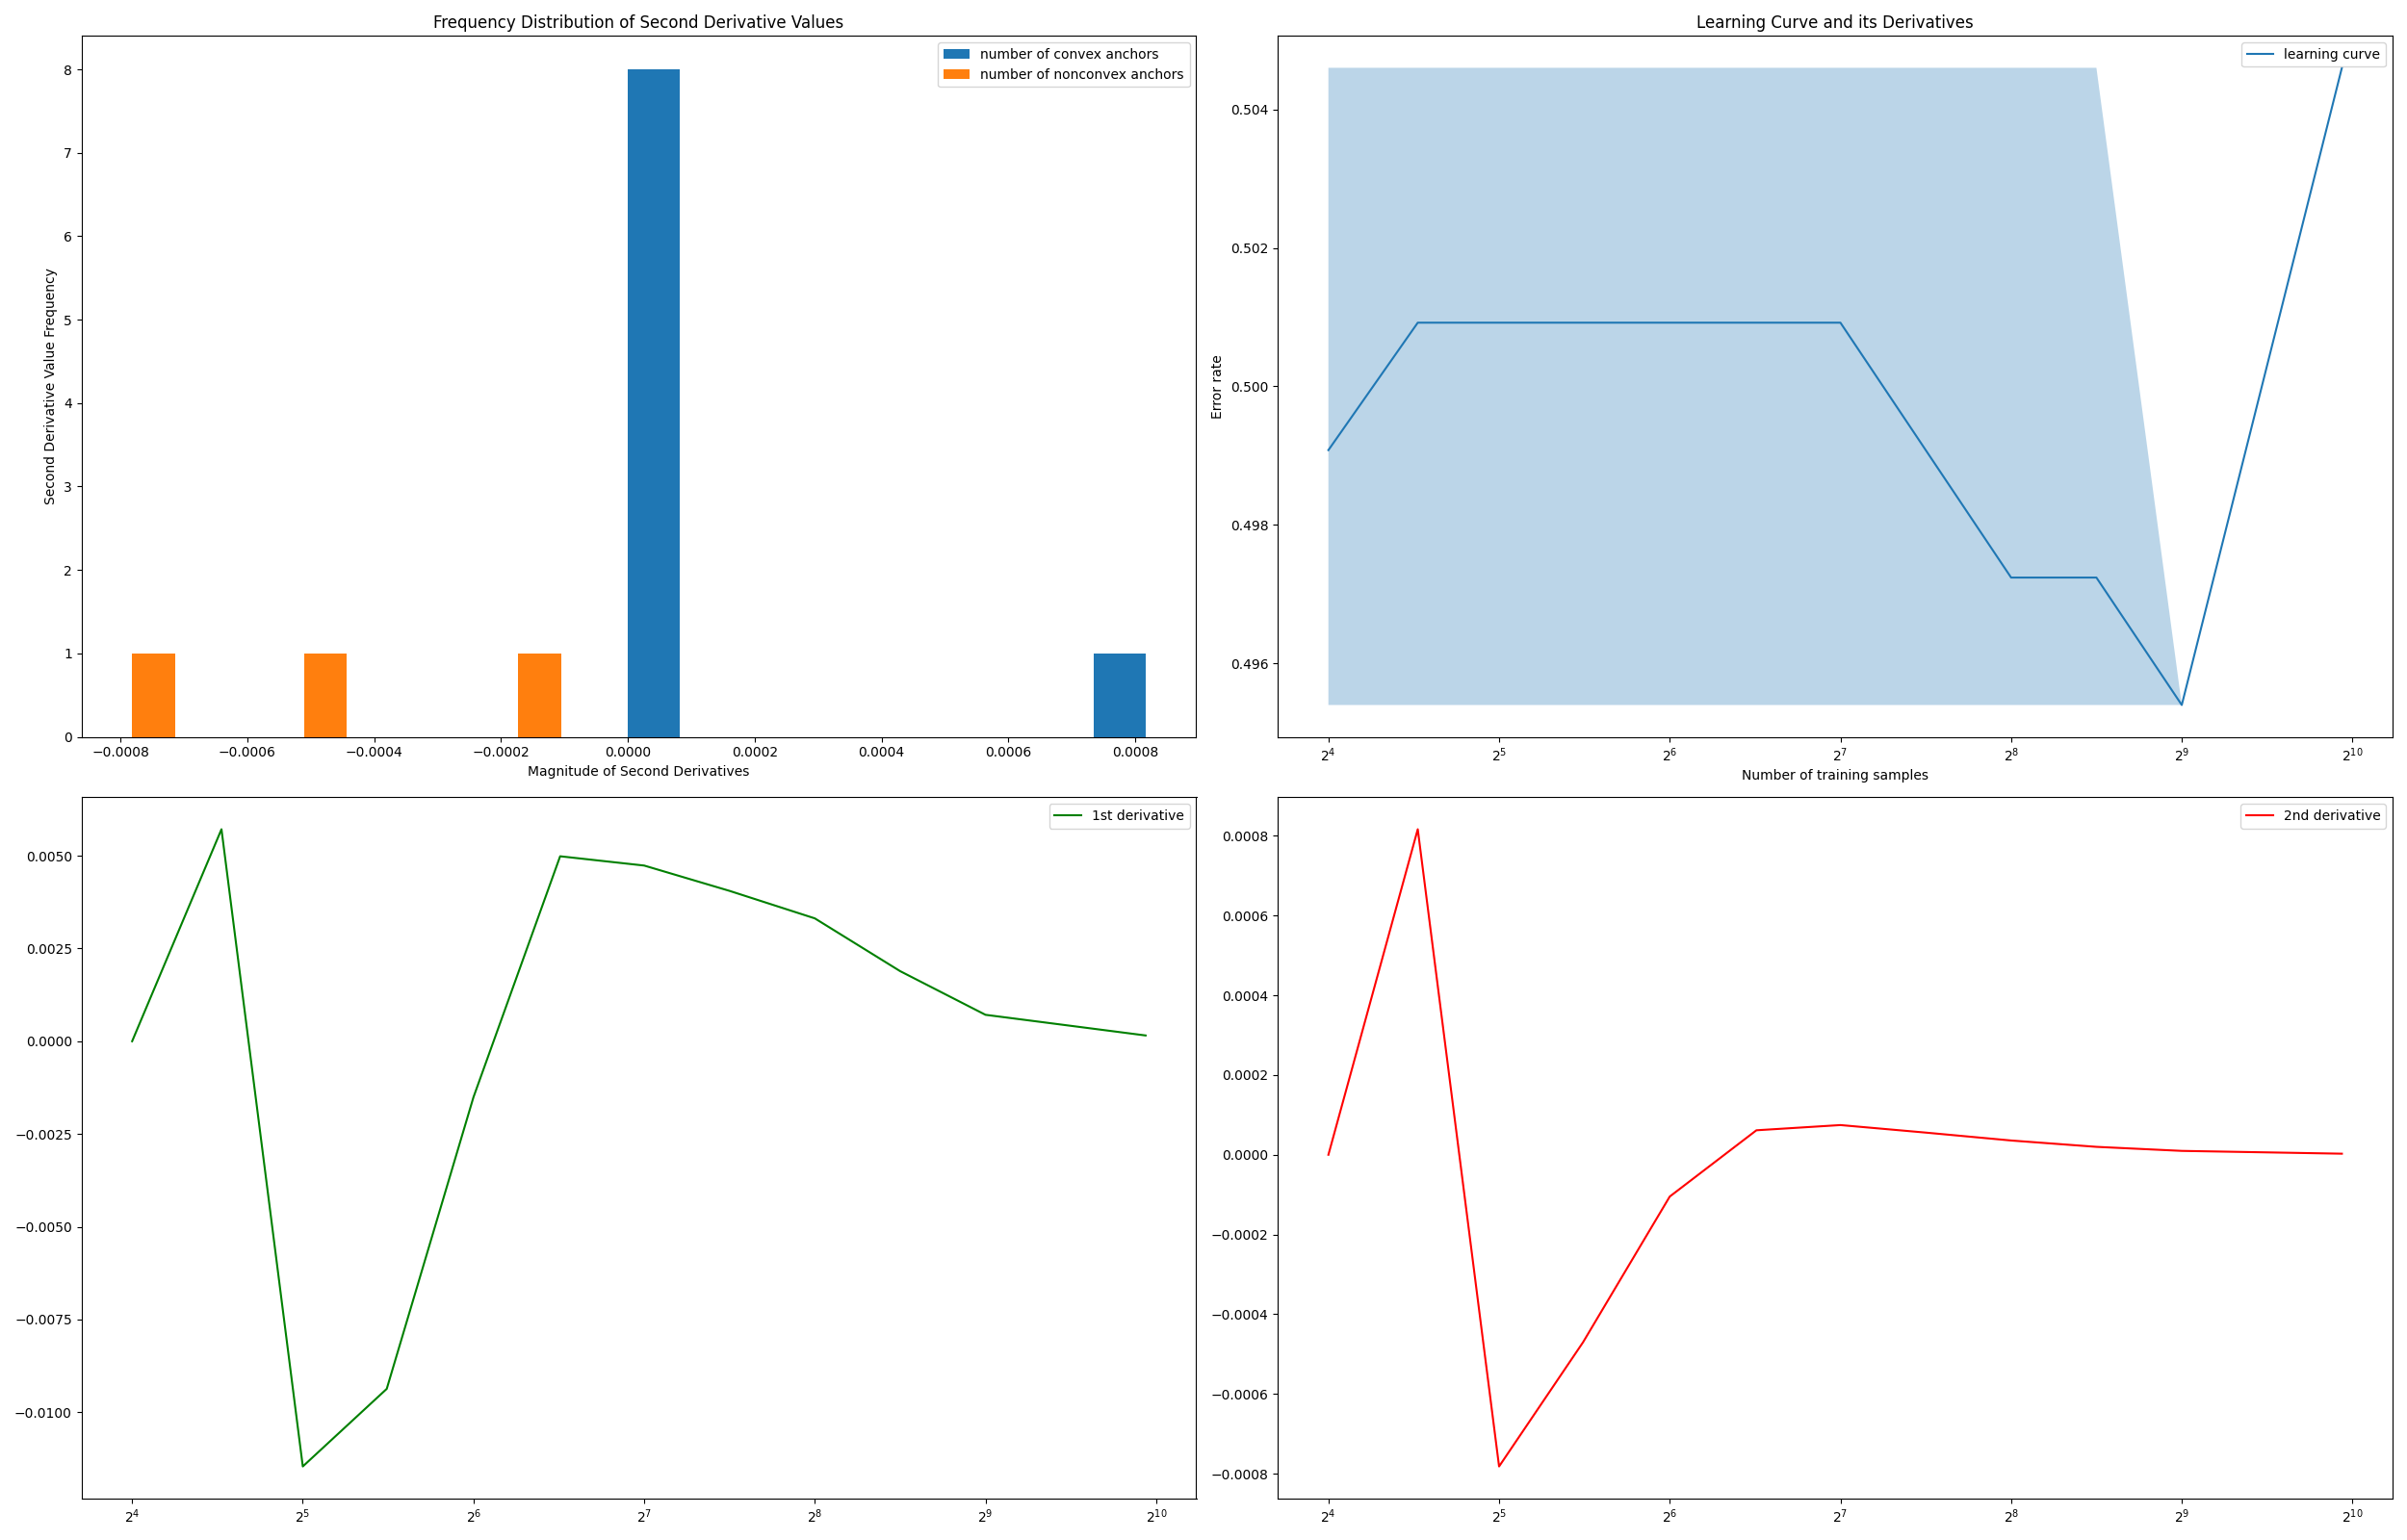 Frequency Distribution of Second Derivative Values
number of convex anchors
number of nonconvex anchors
Second Derivative Value Frequency
8
7
6
5
4
3
2
1
0
−0.0008 −0.0006 −0.0004 −0.0002 0.0000 0.0002 0.0004 0.0006 0.0008
Magnitude of Second Derivatives
Learning Curve and its Derivatives
learning curve
Error rate
0.504
0.502
0.500
0.498
0.496
2^4 2^5 2^6 2^7 2^8 2^9 2^10
Number of training samples
1st derivative
0.0050
0.0025
0.0000
−0.0025
−0.0050
−0.0075
−0.0100
2^4 2^5 2^6 2^7 2^8 2^9 2^10
2nd derivative
0.0008
0.0006
0.0004
0.0002
0.0000
−0.0002
−0.0004
−0.0006
−0.0008
2^4 2^5 2^6 2^7 2^8 2^9 2^10